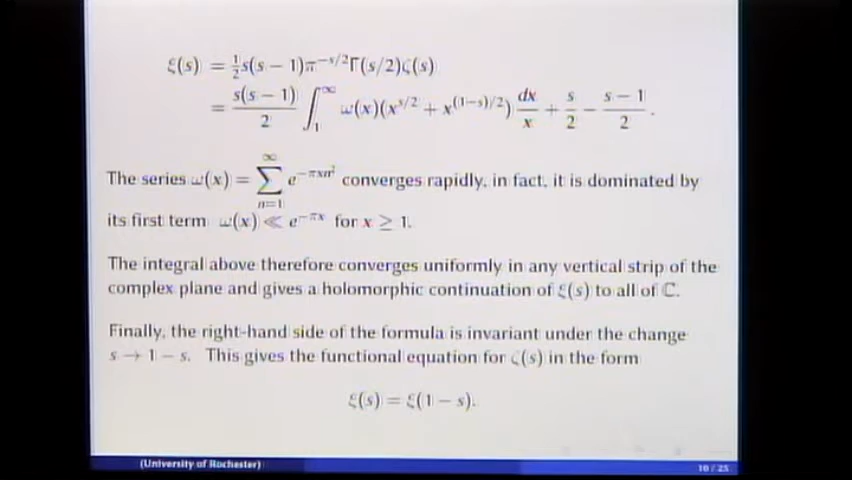 ξ(s) = ½s(s − 1)π^{−s/2}Γ(s/2)ζ(s)
= s(s − 1)/2 ∫_1^∞ ω(x)(x^{s/2} + x^{(1−s)/2}) dx/x + s/2 − (s − 1)/2 .
The series ω(x) = ∑_{n=1}^∞ e^{−πxn²} converges rapidly, in fact, it is dominated by
its first term ω(x) ≪ e^{−πx} for x ≥ 1.
The integral above therefore converges uniformly in any vertical strip of the
complex plane and gives a holomorphic continuation of ξ(s) to all of ℂ.
Finally, the right-hand side of the formula is invariant under the change
s → 1 − s. This gives the functional equation for ζ(s) in the form
ξ(s) = ξ(1 − s).
(University of Rochester) 10 / 25